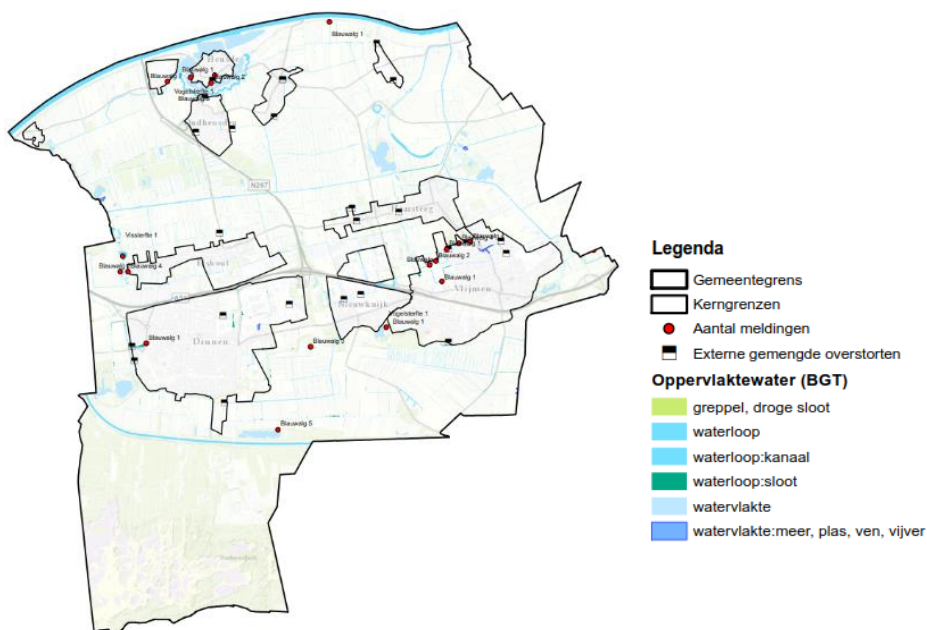 Blauwalg 1
Heusden
Blauwalg 1
Blauwalg 2
Vogelsterfte 1
N267
Vissterfte 1
Blauwalg 4
Blauwalg 1
Blauwalg 2
Vlijmen
Blauwalg 1
Nieuwkuijk
Vogelsterfte 1
Blauwalg 1
Blauwalg 1
Drunen
Blauwalg 5
Legenda
Gemeentegrens
Kerngrenzen
Aantal meldingen
Externe gemengde overstorten
Oppervlaktewater (BGT)
greppel, droge sloot
waterloop
waterloop:kanaal
waterloop:sloot
watervlakte
watervlakte:meer, plas, ven, vijver